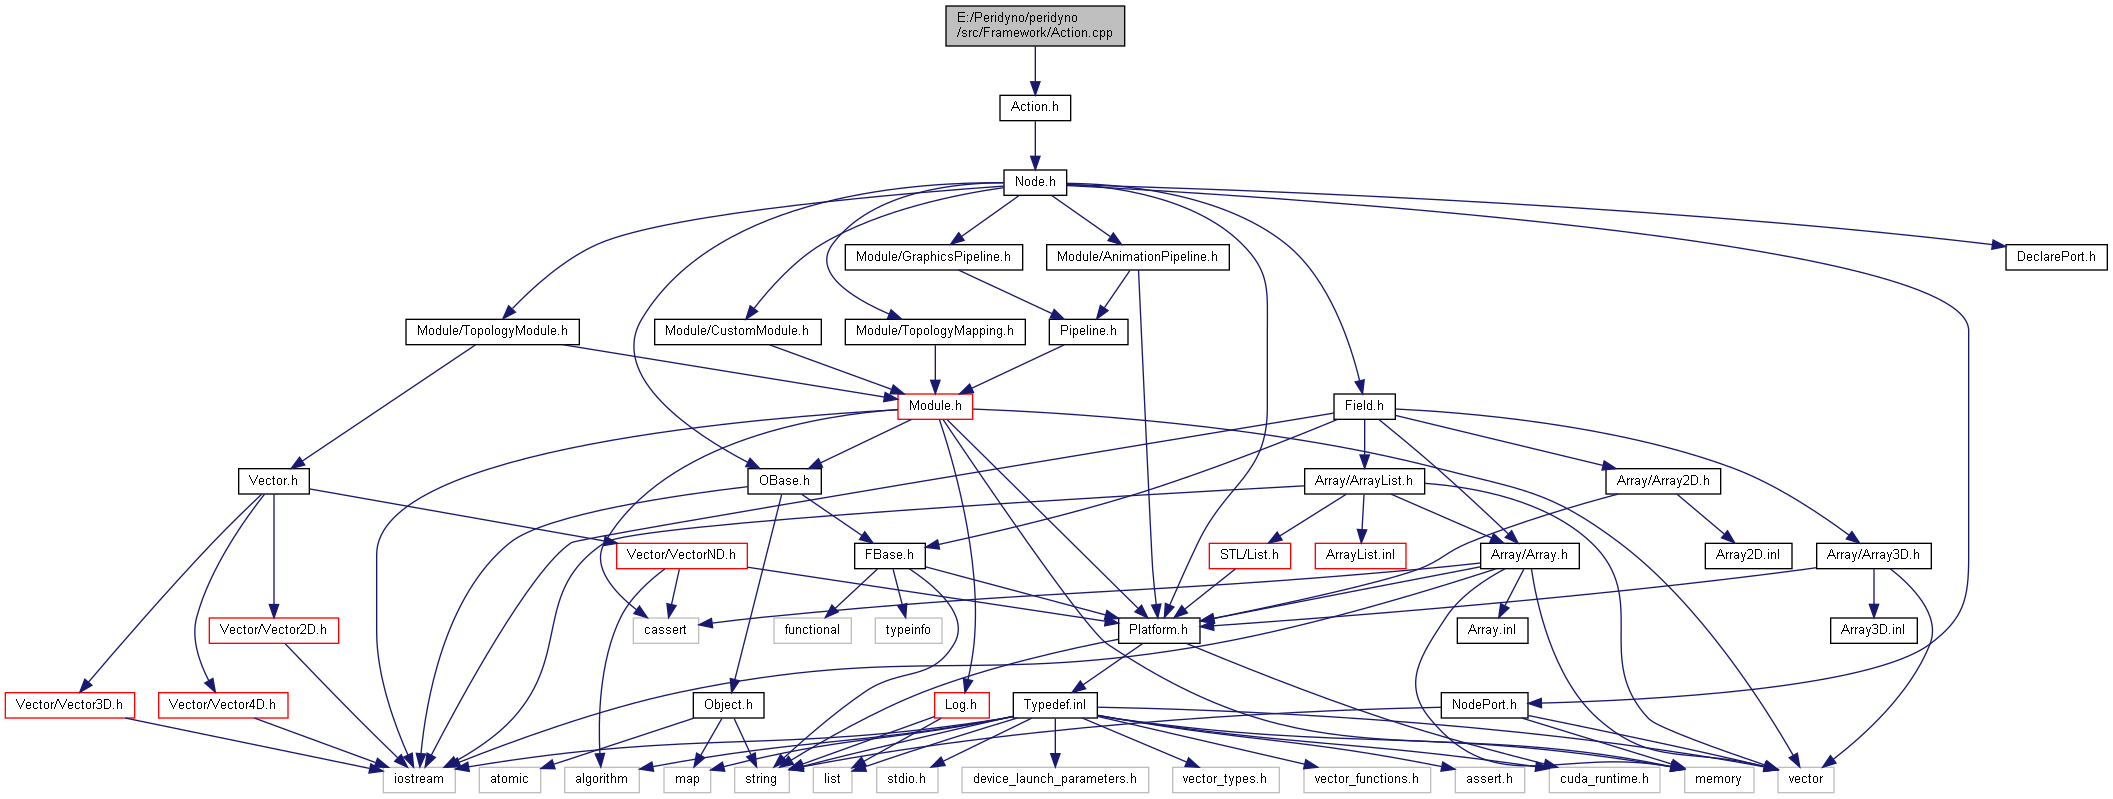 E:/Peridyno/peridyno
/src/Framework/Action.cpp
Action.h
Node.h
Module/GraphicsPipeline.h
Module/AnimationPipeline.h
DeclarePort.h
Module/TopologyModule.h
Module/CustomModule.h
Module/TopologyMapping.h
Pipeline.h
Module.h
Field.h
Vector.h
OBase.h
Array/ArrayList.h
Array/Array2D.h
Vector/VectorND.h
FBase.h
STL/List.h
ArrayList.inl
Array/Array.h
Array2D.inl
Array/Array3D.h
Vector/Vector2D.h
cassert
functional
typeinfo
Platform.h
Array.inl
Array3D.inl
Vector/Vector3D.h
Vector/Vector4D.h
Object.h
Log.h
Typedef.inl
NodePort.h
iostream
atomic
algorithm
map
string
list
stdio.h
device_launch_parameters.h
vector_types.h
vector_functions.h
assert.h
cuda_runtime.h
memory
vector